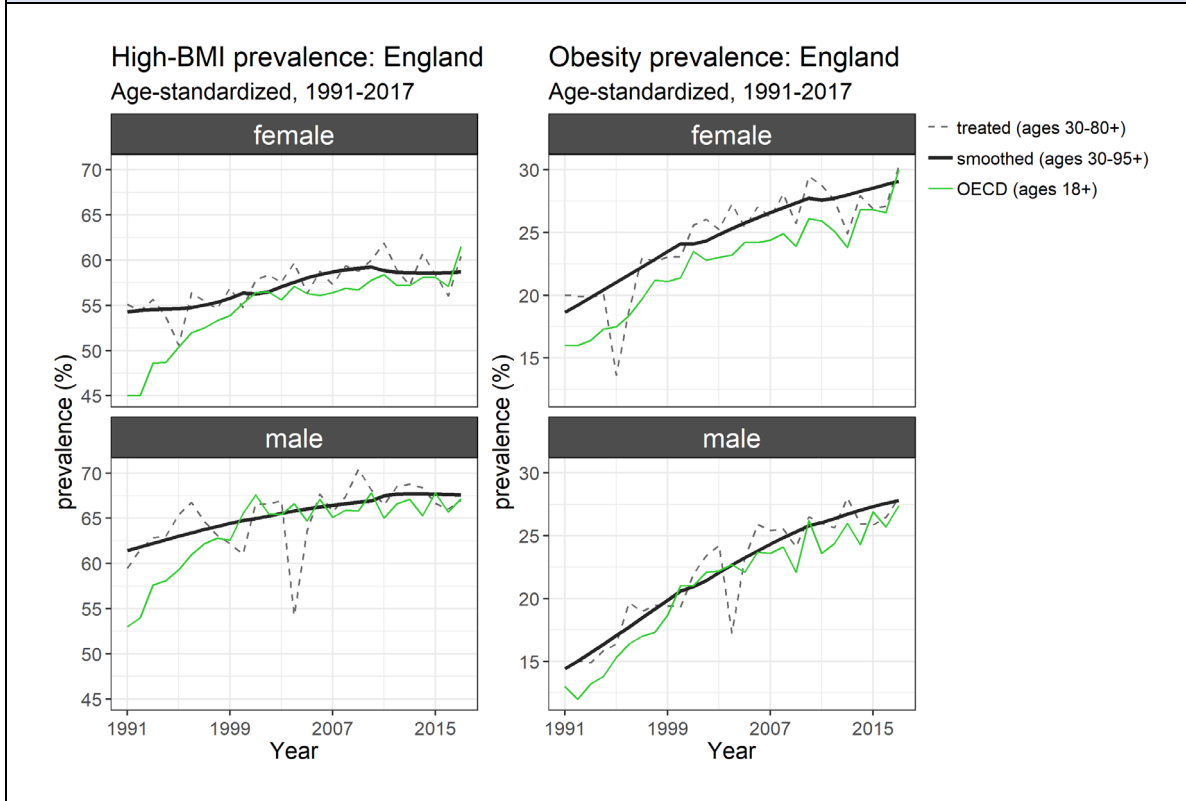 High-BMI prevalence: England
Age-standardized, 1991-2017
female
70
65
60
55
50
45
male
70
65
60
55
50
45
1991 1999 2007 2015
Year
prevalence (%)
Obesity prevalence: England
Age-standardized, 1991-2017
female
30
25
20
15
male
30
25
20
15
1991 1999 2007 2015
Year
prevalence (%)
treated (ages 30-80+)
smoothed (ages 30-95+)
OECD (ages 18+)